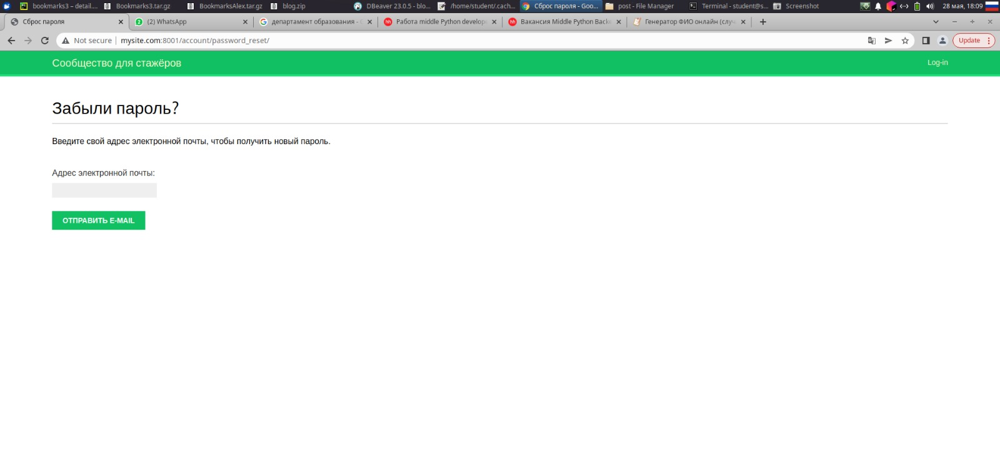 bookmarks3 – detail.... Bookmarks3.tar.gz BookmarksAlex.tar.gz blog.zip DBeaver 23.0.5 - blo... /home/student/.cach... Сброс пароля - Goo... post - File Manager Terminal - student@s... Screenshot 28 мая, 18:09
Сброс пароля (2) WhatsApp департамент образования - Работа middle Python develope Вакансия Middle Python Backe Генератор ФИО онлайн (случ
Not secure mysite.com:8001/account/password_reset/ Update
Сообщество для стажёров Log-in
Забыли пароль?
Введите свой адрес электронной почты, чтобы получить новый пароль.
Адрес электронной почты:
ОТПРАВИТЬ E-MAIL